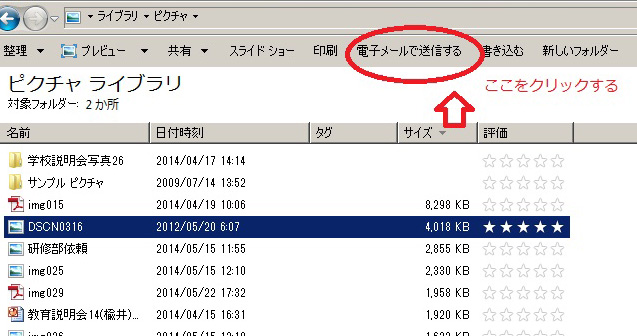 ライブラリ ▸ ピクチャ ▸
整理 ▼ プレビュー ▼ 共有 ▼ スライド ショー 印刷 電子メールで送信する 書き込む 新しいフォルダー
ピクチャ ライブラリ
ここをクリックする
対象フォルダー: 2 か所
名前 日付時刻 タグ サイズ 評価
学校説明会写真26 2014/04/17 14:14
サンプル ピクチャ 2009/07/14 13:52
img015 2014/04/19 10:06 8,298 KB
DSCN0316 2012/05/20 6:07 4,018 KB
研修部依頼 2014/05/15 11:55 2,855 KB
img025 2014/05/15 12:10 2,330 KB
img029 2014/05/22 17:32 1,958 KB
教育説明会14(楡井)... 2014/04/15 16:31 1,920 KB